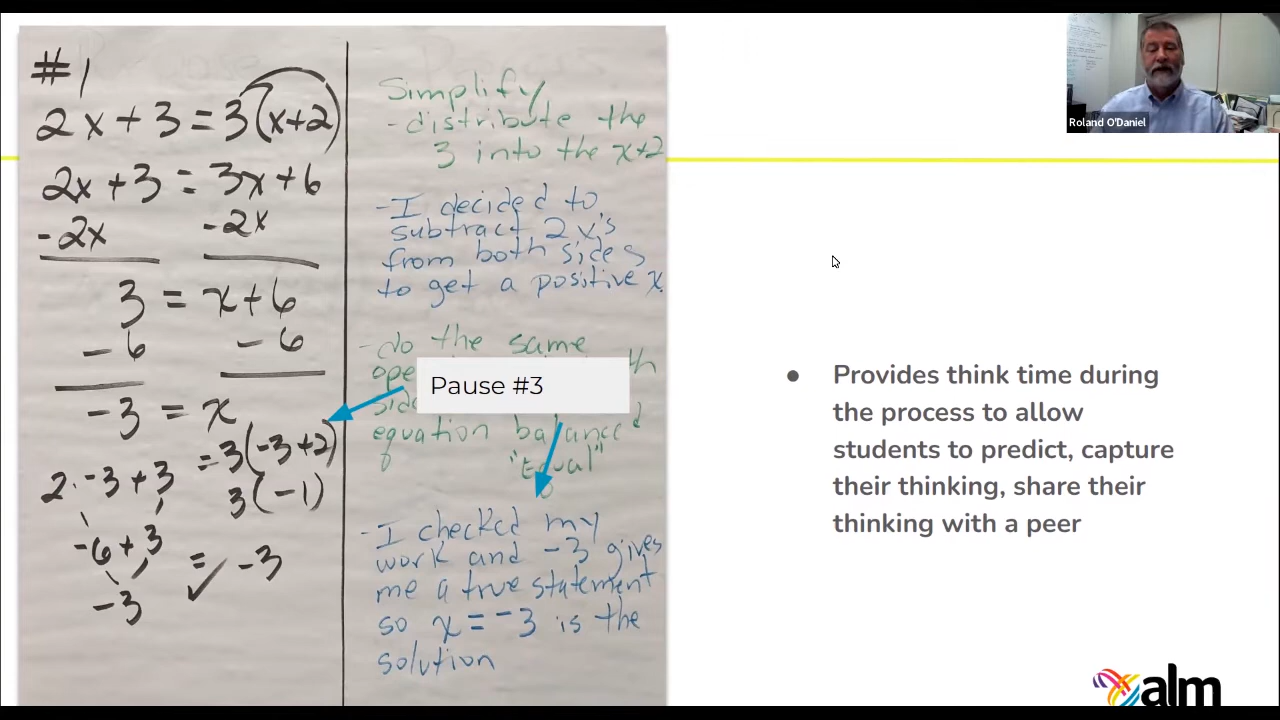 #1
2x + 3 = 3(x+2)
2x + 3 = 3x + 6
-2x -2x
3 = x + 6
- 6 - 6
-3 = x
2 · -3 + 3 = 3(-3+2)
3(-1)
-6 + 3
= -3
-3 ✓
Simplify
- distribute the
3 into the x+2
- I decided to
subtract 2 x's
from both sides
to get a positive x.
- do the same
equation balance
"Equal"
- I checked my
work and -3 gives
me a true statement
so x = -3 is the
solution
Pause #3
Roland O'Daniel
● Provides think time during
the process to allow
students to predict, capture
their thinking, share their
thinking with a peer
alm